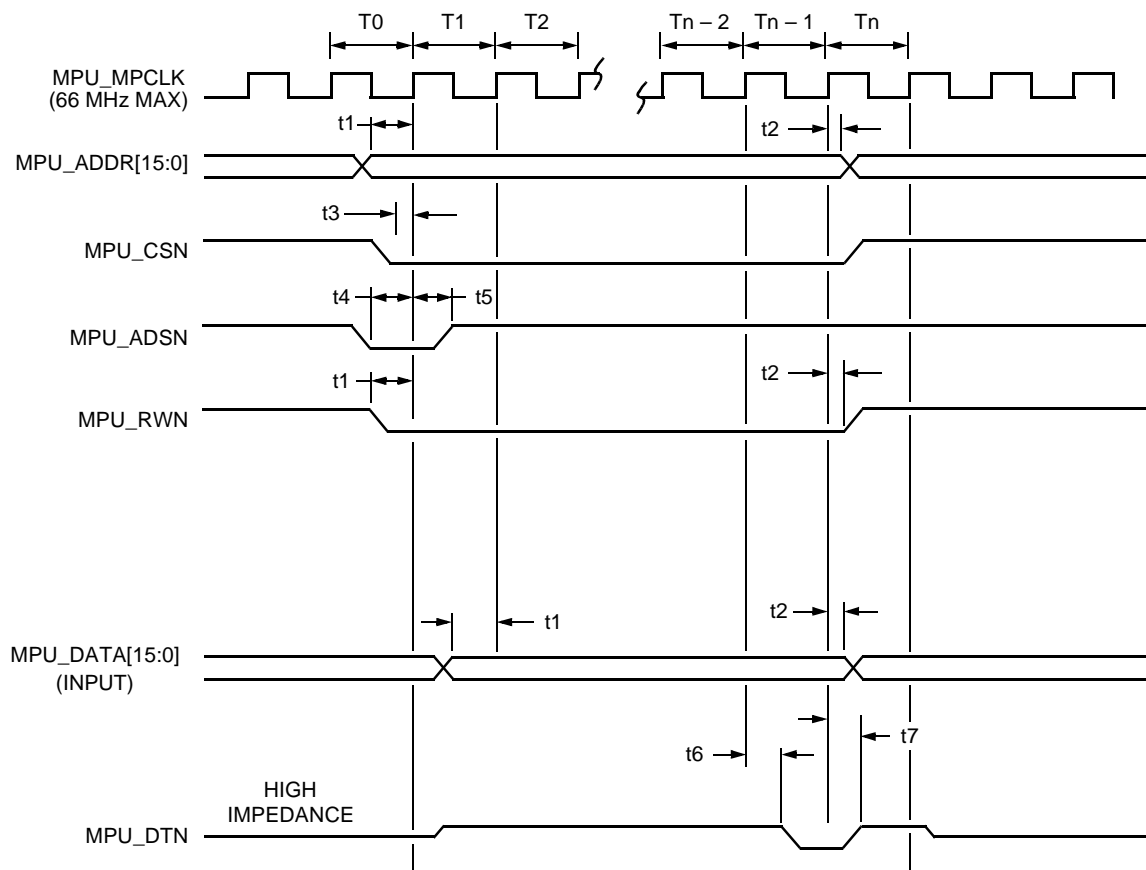 T0 T1 T2 Tn – 2 Tn – 1 Tn
MPU_MPCLK
(66 MHz MAX)
t1 t2
MPU_ADDR[15:0]
t3
MPU_CSN
t4 t5
MPU_ADSN
t1 t2
MPU_RWN
t2
t1
MPU_DATA[15:0]
(INPUT)
t6 t7
HIGH
IMPEDANCE
MPU_DTN